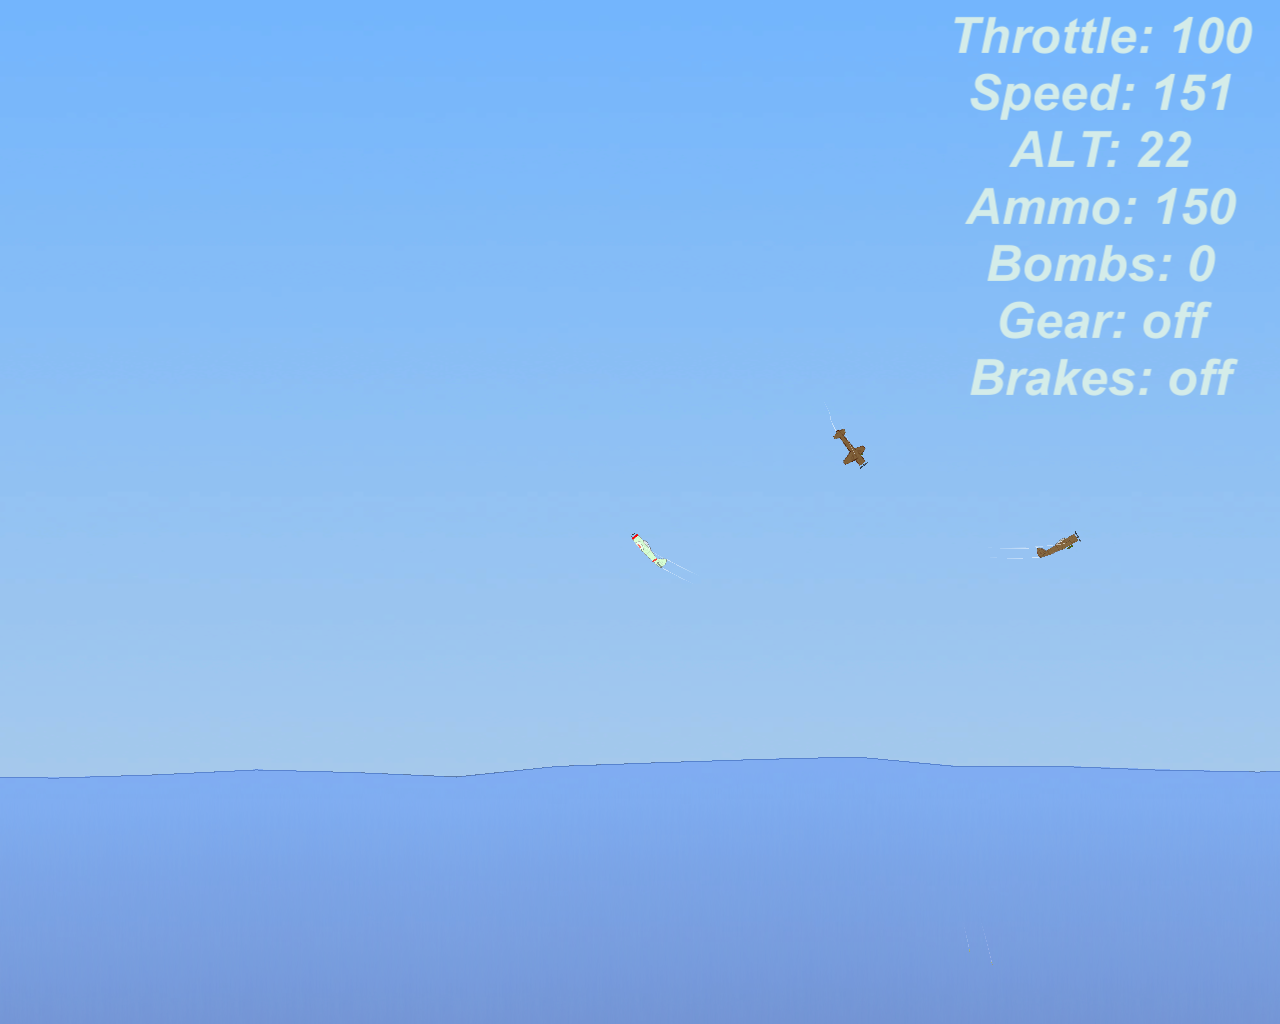 Throttle: 100
Speed: 151
ALT: 22
Ammo: 150
Bombs: 0
Gear: off
Brakes: off